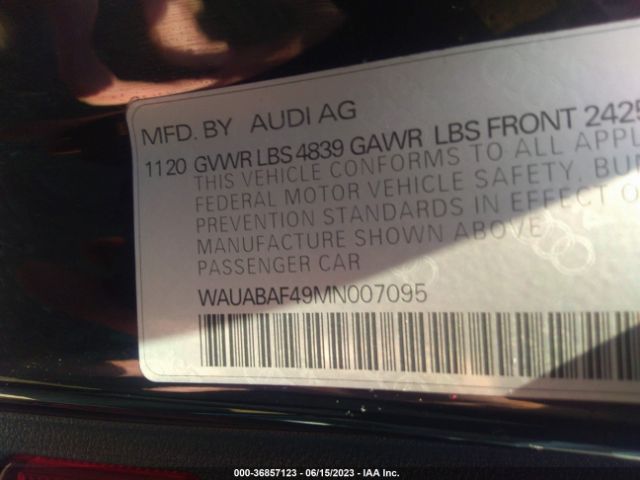 MFD. BY AUDI AG
1120 GVWR LBS 4839 GAWR LBS FRONT 2425
THIS VEHICLE CONFORMS TO ALL APPL
FEDERAL MOTOR VEHICLE SAFETY, BU
PREVENTION STANDARDS IN EFFECT O
MANUFACTURE SHOWN ABOVE
PASSENGER CAR
WAUABAF49MN007095
000-36857123 - 06/15/2023 - IAA Inc.